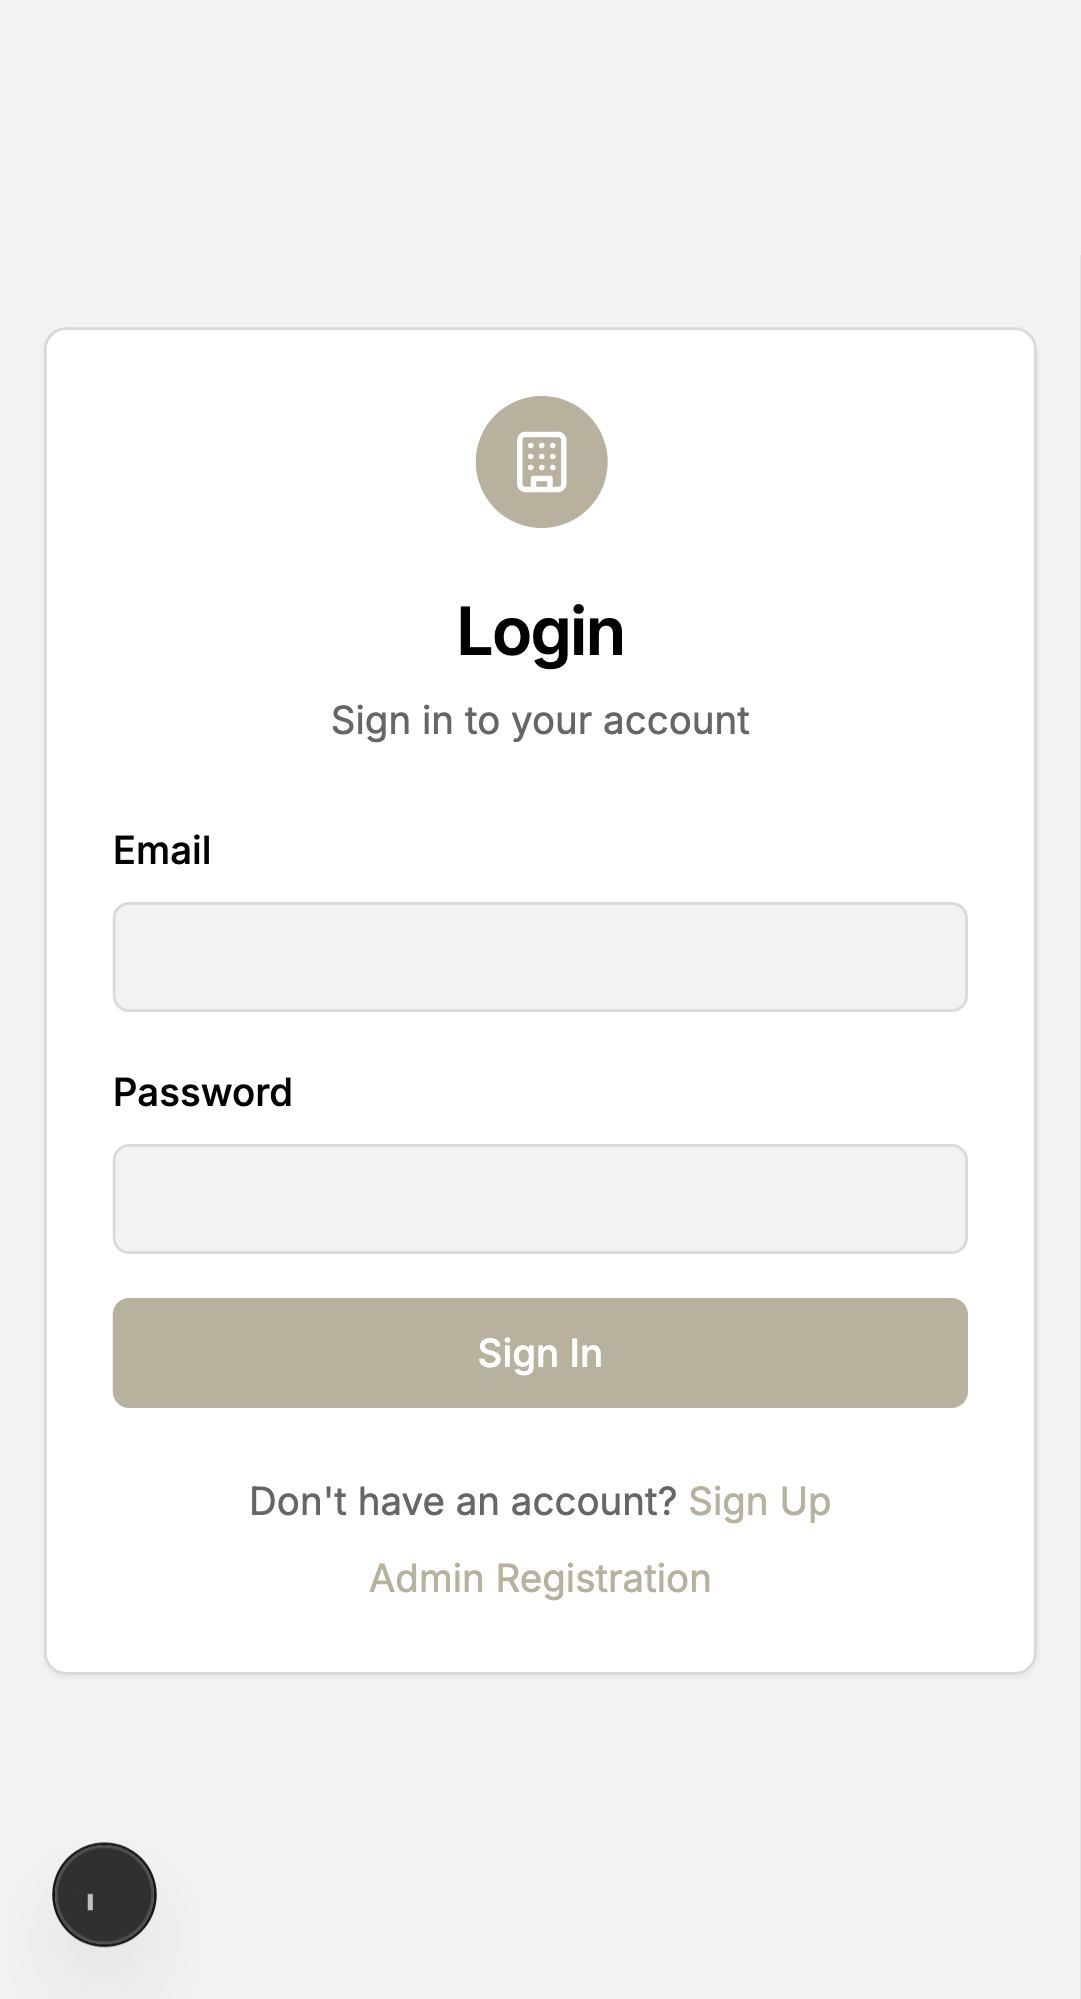 Login
Sign in to your account
Email
Password
Sign In
Don't have an account? Sign Up
Admin Registration